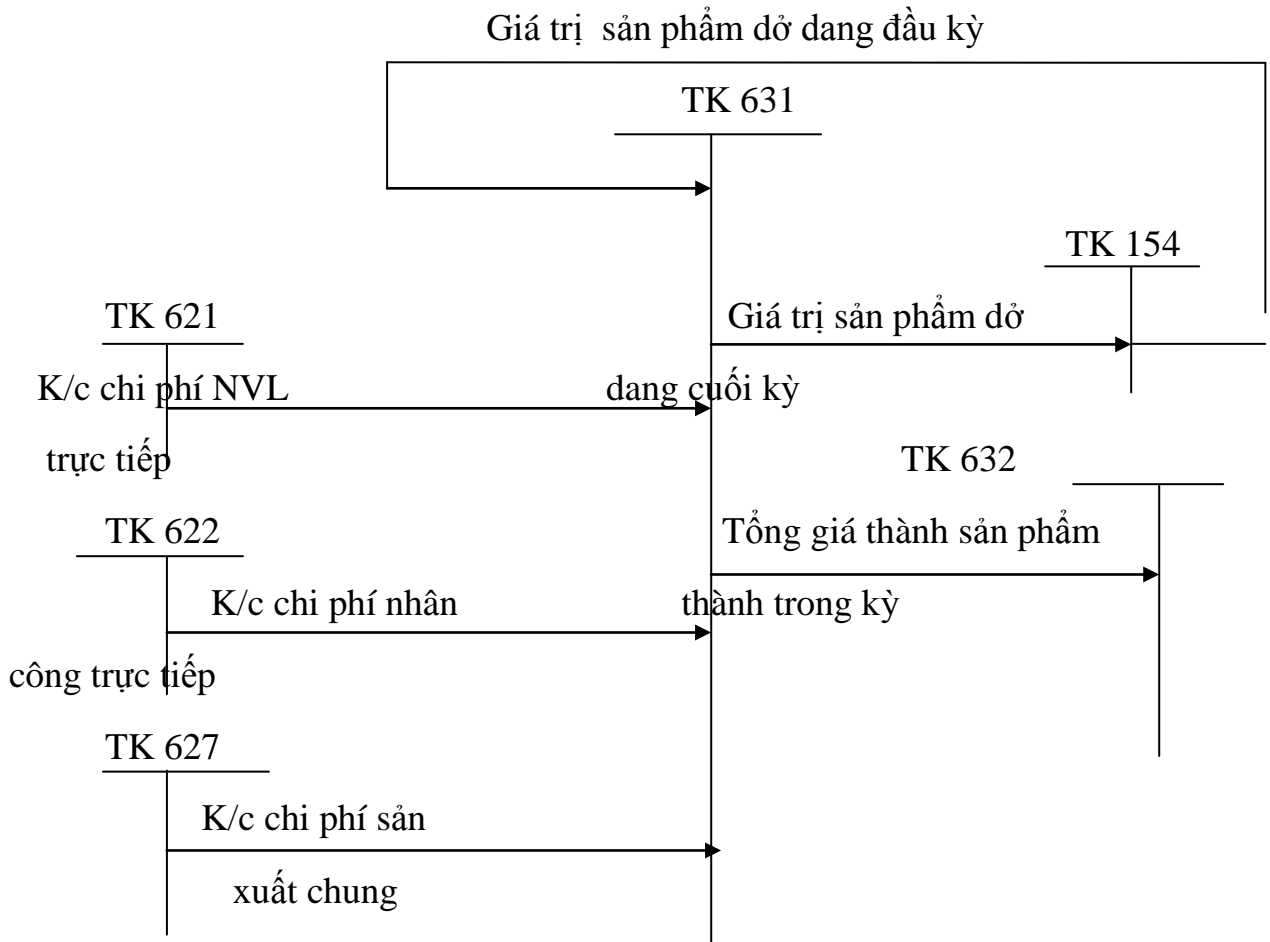 Giá trị sản phẩm dở dang đầu kỳ
TK 631
TK 154
TK 621
Giá trị sản phẩm dở
K/c chi phí NVL
dang cuối kỳ
trực tiếp
TK 632
TK 622
Tổng giá thành sản phẩm
K/c chi phí nhân
thành trong kỳ
công trực tiếp
TK 627
K/c chi phí sản
xuất chung